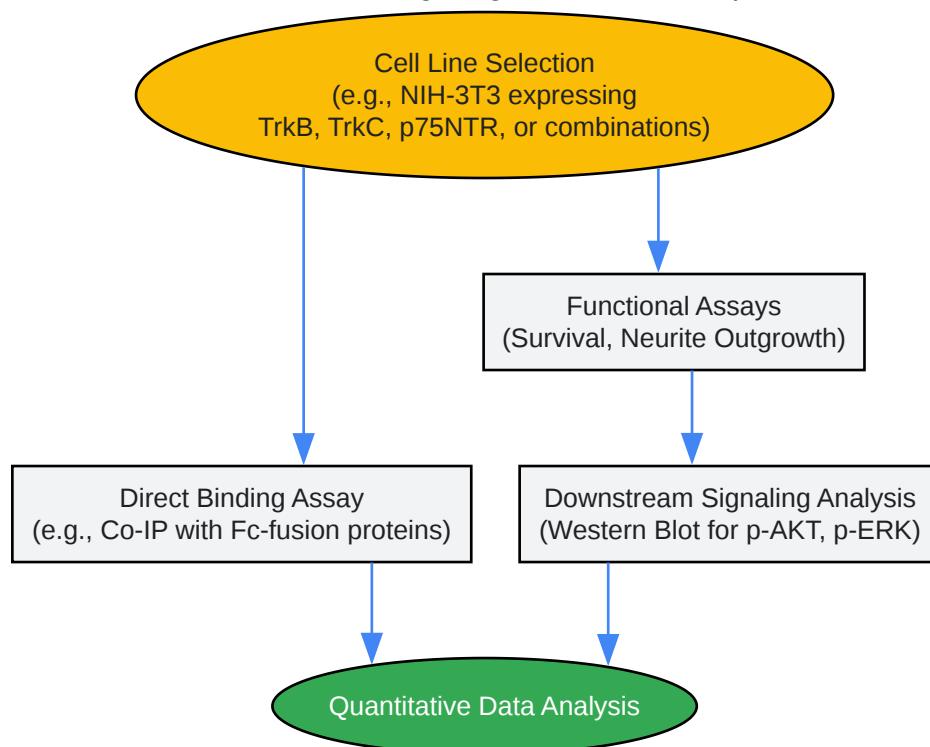 Cell Line Selection
(e.g., NIH-3T3 expressing
TrkB, TrkC, p75NTR, or combinations)
Functional Assays
(Survival, Neurite Outgrowth)
Direct Binding Assay
(e.g., Co-IP with Fc-fusion proteins)
Downstream Signaling Analysis
(Western Blot for p-AKT, p-ERK)
Quantitative Data Analysis